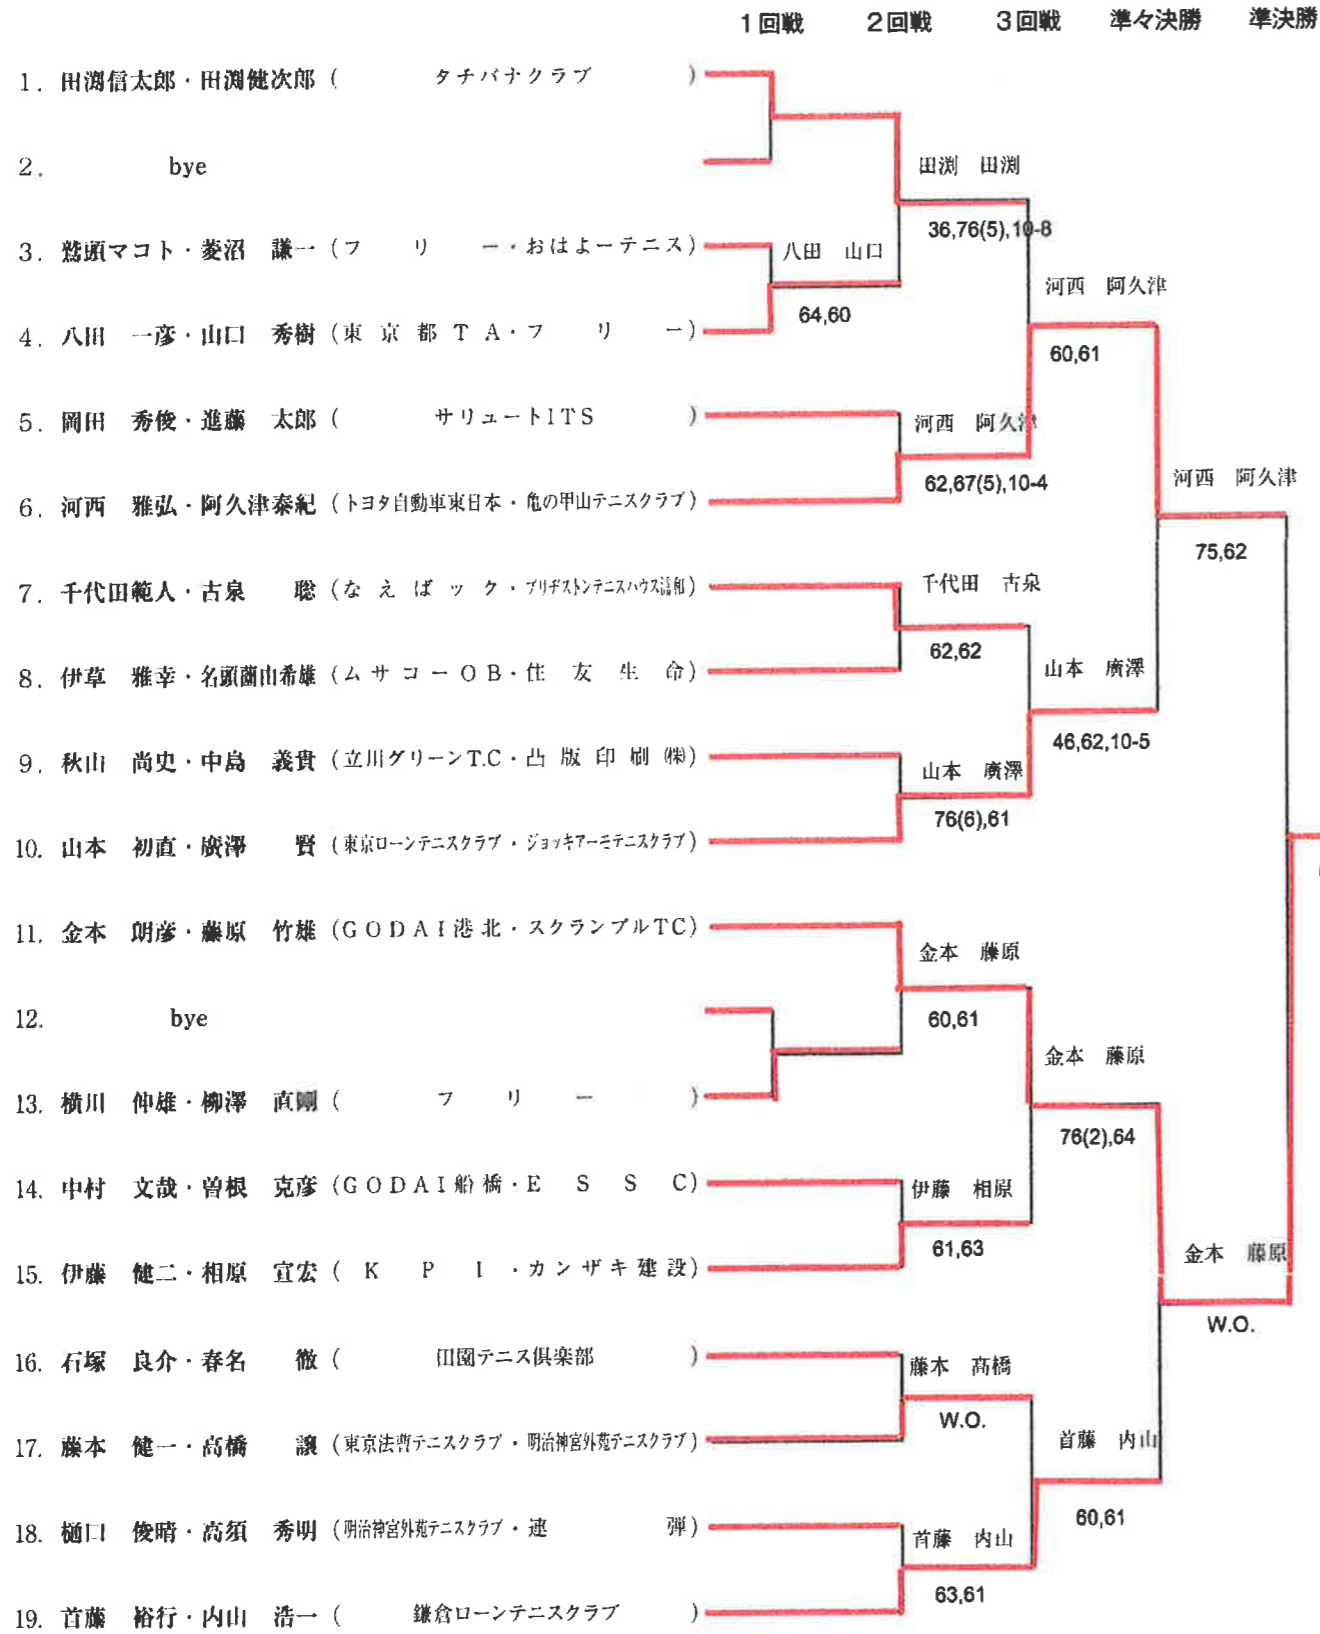 1回戦 2回戦 3回戦 準々決勝 準決勝
1. 田渕信太郎・田渕健次郎 ( タチバナクラブ )
2. bye
田渕 田渕
36,76(5),10-8
3. 鷲頭マコト・菱沼 謙一 (フリー・おはよーテニス)
八田 山口
64,60
4. 八田 一彦・山口 秀樹 (東京都TA・フリー)
河西 阿久津
60,61
5. 岡田 秀俊・進藤 太郎 ( サリュートITS )
河西 阿久津
62,67(5),10-4
6. 河西 雅弘・阿久津泰紀 (トヨタ自動車東日本・亀の甲山テニスクラブ)
河西 阿久津
75,62
7. 千代田範人・古泉 聡 (なえばック・ブリヂストンテニスハウス浦和)
千代田 古泉
62,62
8. 伊草 雅幸・名頭薗由希雄 (ムサコーOB・住友生命)
山本 廣澤
46,62,10-5
9. 秋山 尚史・中島 義貴 (立川グリーンT.C・凸版印刷㈱)
山本 廣澤
76(6),61
10. 山本 初直・廣澤 賢 (東京ローンテニスクラブ・ジョッキアーモテニスクラブ)
11. 金本 朗彦・藤原 竹雄 (GODAI港北・スクランブルTC)
金本 藤原
60,61
12. bye
金本 藤原
76(2),64
13. 横川 伸雄・柳澤 直剛 ( フリー )
14. 中村 文哉・曽根 克彦 (GODAI船橋・ESSC)
伊藤 相原
61,63
15. 伊藤 健二・相原 宣宏 (KPI・カンザキ建設)
金本 藤原
W.O.
16. 石塚 良介・春名 徹 ( 田園テニス倶楽部 )
藤本 高橋
W.O.
17. 藤本 健一・高橋 譲 (東京法曹テニスクラブ・明治神宮外苑テニスクラブ)
首藤 内山
60,61
18. 樋口 俊晴・高須 秀明 (明治神宮外苑テニスクラブ・連弾)
首藤 内山
63,61
19. 首藤 裕行・内山 浩一 ( 鎌倉ローンテニスクラブ )